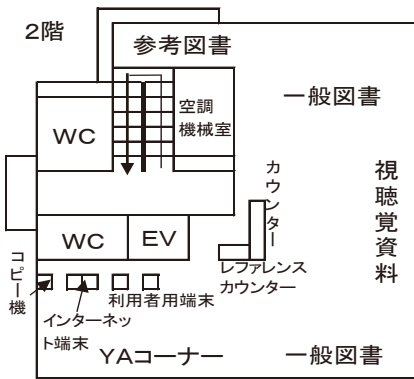 2階
参考図書
一般図書
空調
機械室
WC
カウンター
視聴覚資料
WC
EV
レファレンス
カウンター
コピー機
利用者用端末
インターネッ
ト端末
YAコーナー
一般図書